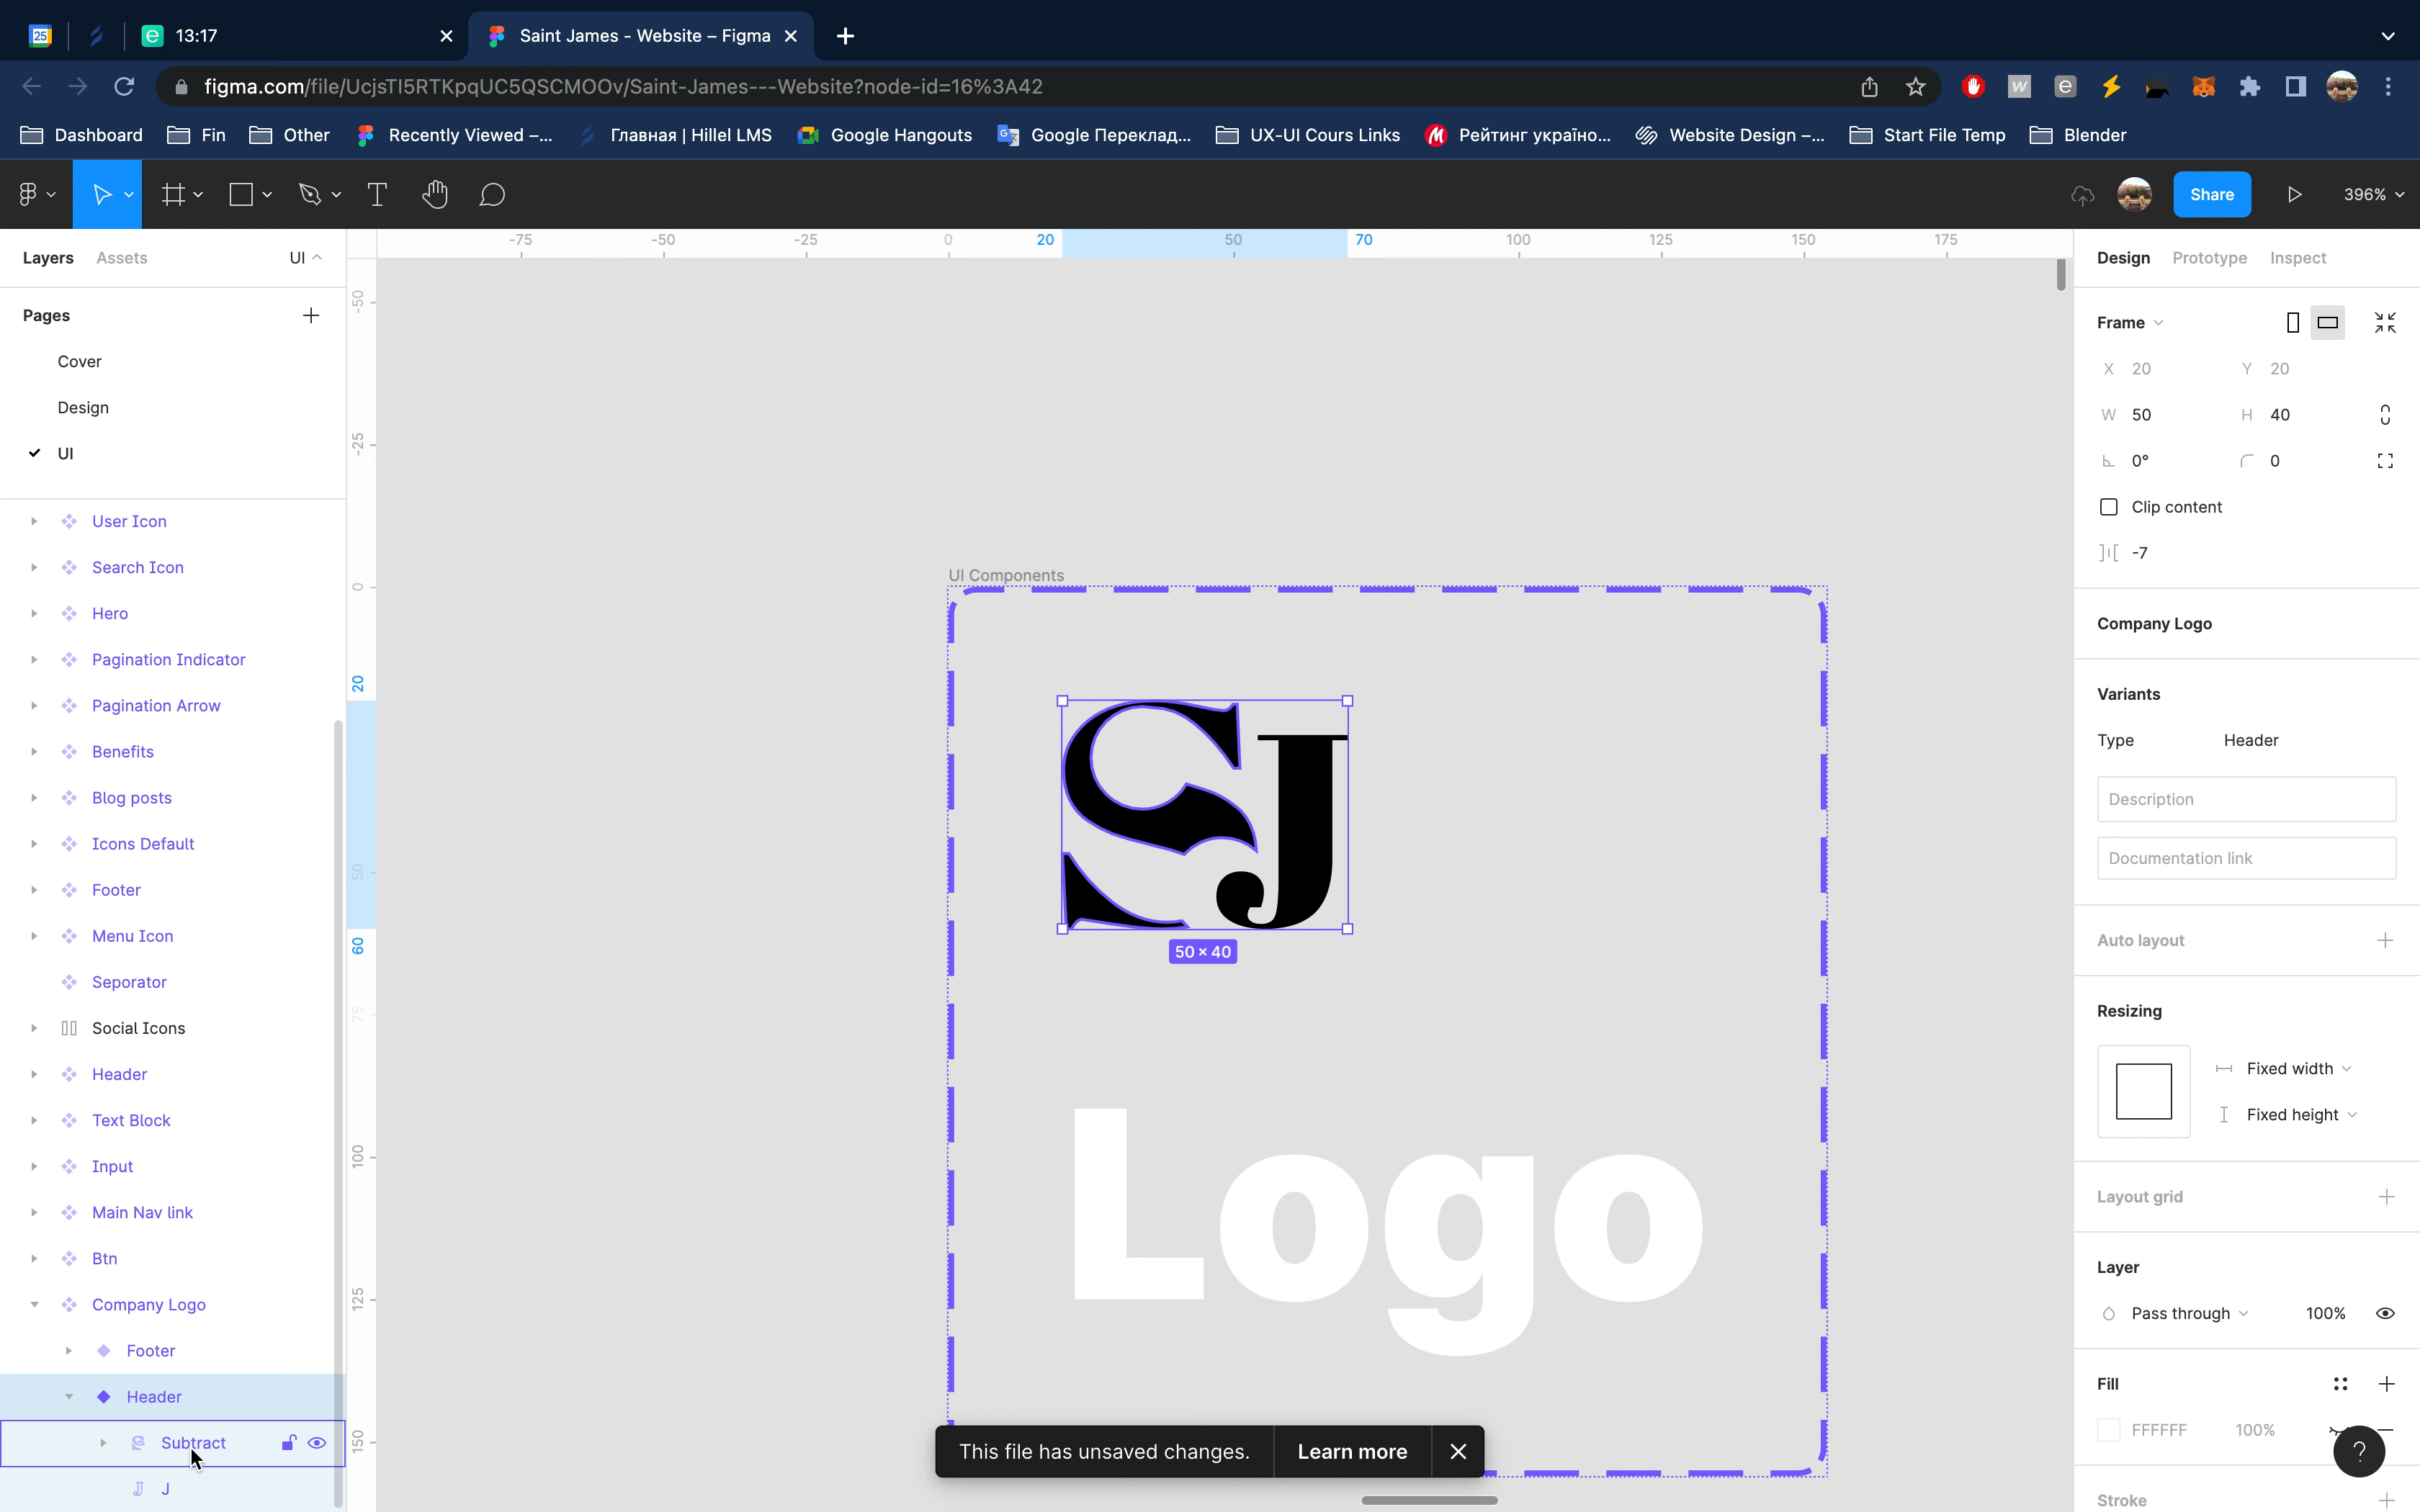 25
e 13:17
Saint James - Website – Figma
figma.com/file/UcjsTI5RTKpqUC5QSCMOOv/Saint-James---Website?node-id=16%3A42
Dashboard Fin Other Recently Viewed –... Главная | Hillel LMS Google Hangouts Google Переклад... UX-UI Cours Links Рейтинг україно... Website Design –... Start File Temp Blender
Share 396%
Layers Assets UI
Pages
Cover
Design
UI
User Icon
Search Icon
Hero
Pagination Indicator
Pagination Arrow
Benefits
Blog posts
Icons Default
Footer
Menu Icon
Seporator
Social Icons
Header
Text Block
Input
Main Nav link
Btn
Company Logo
Footer
Header
Subtract
J
-75 -50 -25 0 20 50 70 100 125 150 175
-50
-25
0
20
50
60
75
100
125
150
UI Components
SJ
50 × 40
Logo
This file has unsaved changes. Learn more
Design Prototype Inspect
Frame
X 20 Y 20
W 50 H 40
0° 0
Clip content
-7
Company Logo
Variants
Type Header
Description
Documentation link
Auto layout
Resizing
Fixed width
Fixed height
Layout grid
Layer
Pass through 100%
Fill
FFFFFF 100%
?
Stroke